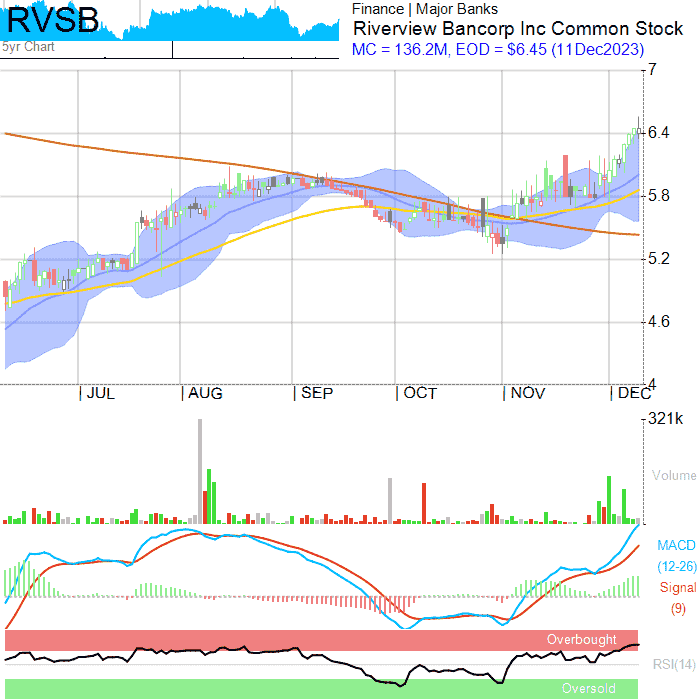 RVSB
5yr Chart
Finance | Major Banks
Riverview Bancorp Inc Common Stock
MC = 136.2M, EOD = $6.45 (11Dec2023)
7
6.4
5.8
5.2
4.6
4
JUL AUG SEP OCT NOV DEC
321k
Volume
MACD
(12-26)
Signal
(9)
Overbought
RSI(14)
Oversold